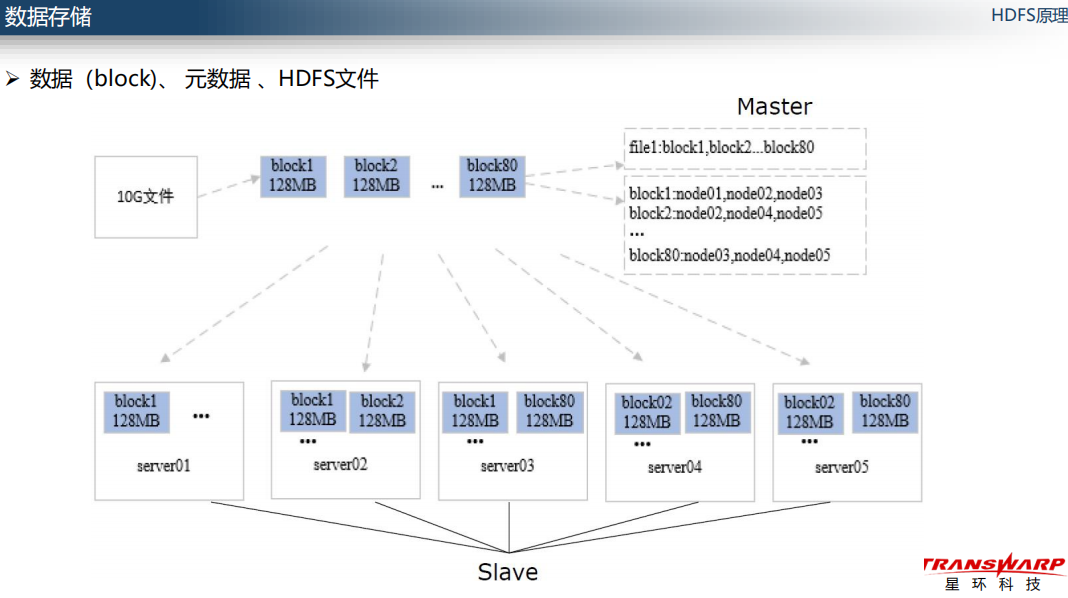 数据存储
HDFS原理
➢ 数据（block)、 元数据 、HDFS文件
Master
10G文件
block1
128MB
block2
128MB
...
block80
128MB
file1:block1,block2...block80
block1:node01,node02,node03
block2:node02,node04,node05
...
block80:node03,node04,node05
block1
128MB
...
server01
block1
128MB
block2
128MB
...
server02
block1
128MB
block80
128MB
...
server03
block02
128MB
block80
128MB
...
server04
block02
128MB
block80
128MB
...
server05
Slave
TRANSWARP
星 环 科 技